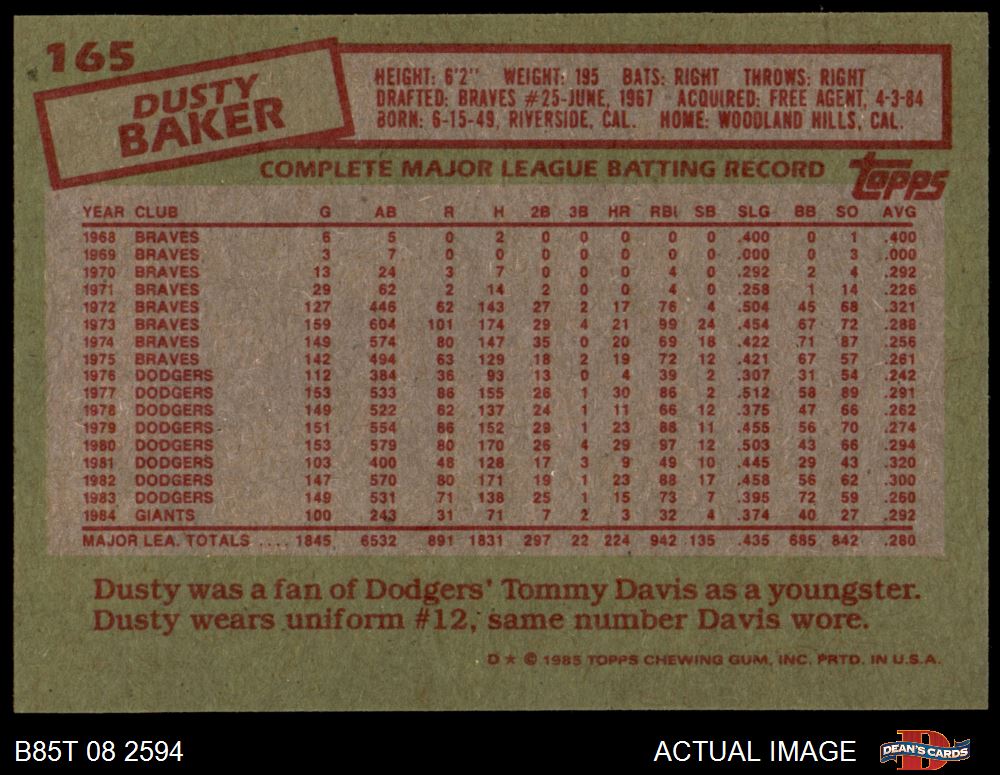 165
DUSTY
BAKER
HEIGHT: 6'2" WEIGHT: 195 BATS: RIGHT THROWS: RIGHT
DRAFTED: BRAVES #25-JUNE, 1967 ACQUIRED: FREE AGENT, 4-3-84
BORN: 6-15-49, RIVERSIDE, CAL. HOME: WOODLAND HILLS, CAL.
COMPLETE MAJOR LEAGUE BATTING RECORD
topps
YEAR CLUB G AB R H 2B 3B HR RBI SB SLG BB SO AVG
1968 BRAVES 6 5 0 2 0 0 0 0 0 .400 0 1 .400
1969 BRAVES 3 7 0 0 0 0 0 0 0 .000 0 3 .000
1970 BRAVES 13 24 3 7 0 0 0 4 0 .292 2 4 .292
1971 BRAVES 29 62 2 14 2 0 0 4 0 .258 1 14 .226
1972 BRAVES 127 446 62 143 27 2 17 76 4 .504 45 68 .321
1973 BRAVES 159 604 101 174 29 4 21 99 24 .454 67 72 .288
1974 BRAVES 149 574 80 147 35 0 20 69 18 .422 71 87 .256
1975 BRAVES 142 494 63 129 18 2 19 72 12 .421 67 57 .261
1976 DODGERS 112 384 36 93 13 0 4 39 2 .307 31 54 .242
1977 DODGERS 153 533 86 155 26 1 30 86 2 .512 58 89 .291
1978 DODGERS 149 522 62 137 24 1 11 66 12 .375 47 66 .262
1979 DODGERS 151 554 86 152 29 1 23 88 11 .455 56 70 .274
1980 DODGERS 153 579 80 170 26 4 29 97 12 .503 43 66 .294
1981 DODGERS 103 400 48 128 17 3 9 49 10 .445 29 43 .320
1982 DODGERS 147 570 80 171 19 1 23 88 17 .458 56 62 .300
1983 DODGERS 149 531 71 138 25 1 15 73 7 .395 72 59 .260
1984 GIANTS 100 243 31 71 7 2 3 32 4 .374 40 27 .292
MAJOR LEA. TOTALS .... 1845 6532 891 1831 297 22 224 942 135 .435 685 842 .280
Dusty was a fan of Dodgers' Tommy Davis as a youngster.
Dusty wears uniform #12, same number Davis wore.
D★ © 1985 TOPPS CHEWING GUM, INC. PRTD. IN U.S.A.
B85T 08 2594 ACTUAL IMAGE
D
DEAN'S CARDS